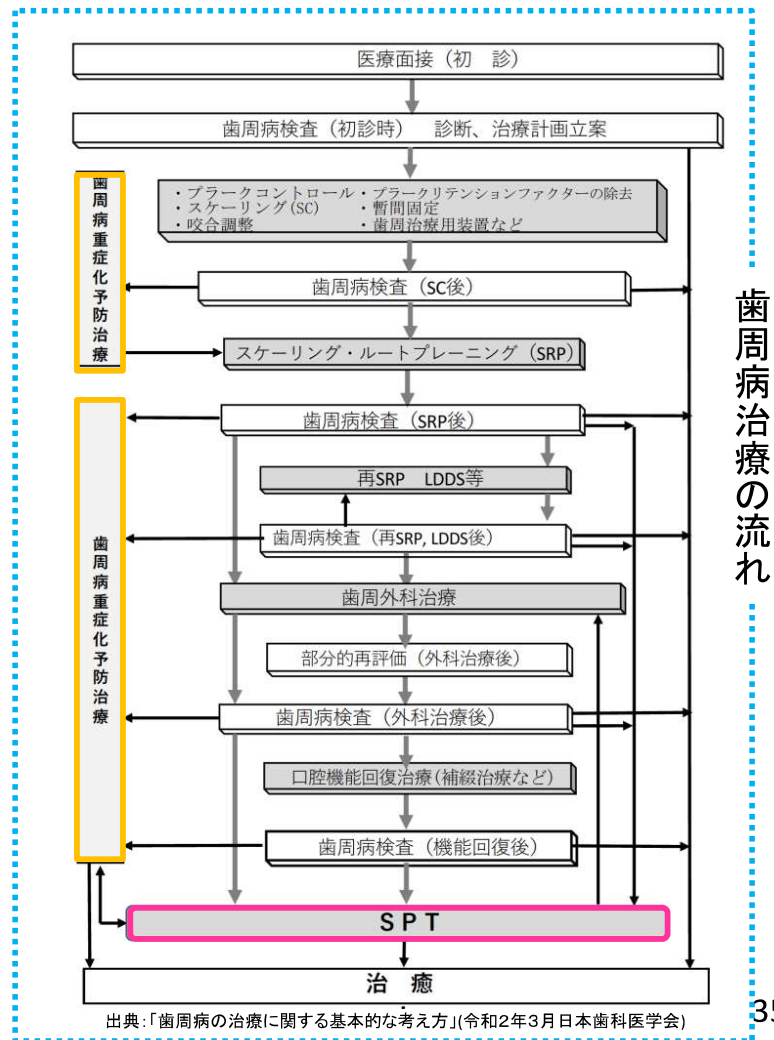 医療面接（初　診）
歯周病検査（初診時）　診断、治療計画立案
・プラークコントロール・プラークリテンションファクターの除去
・スケーリング(SC)　・暫間固定
・咬合調整　・歯周治療用装置など
歯周病重症化予防治療
歯周病検査（SC後）
スケーリング・ルートプレーニング（SRP）
歯周病検査（SRP後）
再SRP　LDDS等
歯周病検査（再SRP, LDDS後）
歯周病重症化予防治療
歯周外科治療
部分的再評価（外科治療後）
歯周病検査（外科治療後）
口腔機能回復治療(補綴治療など)
歯周病検査（機能回復後）
ＳＰＴ
治　癒
出典：「歯周病の治療に関する基本的な考え方」(令和２年３月日本歯科医学会)
歯周病治療の流れ
35